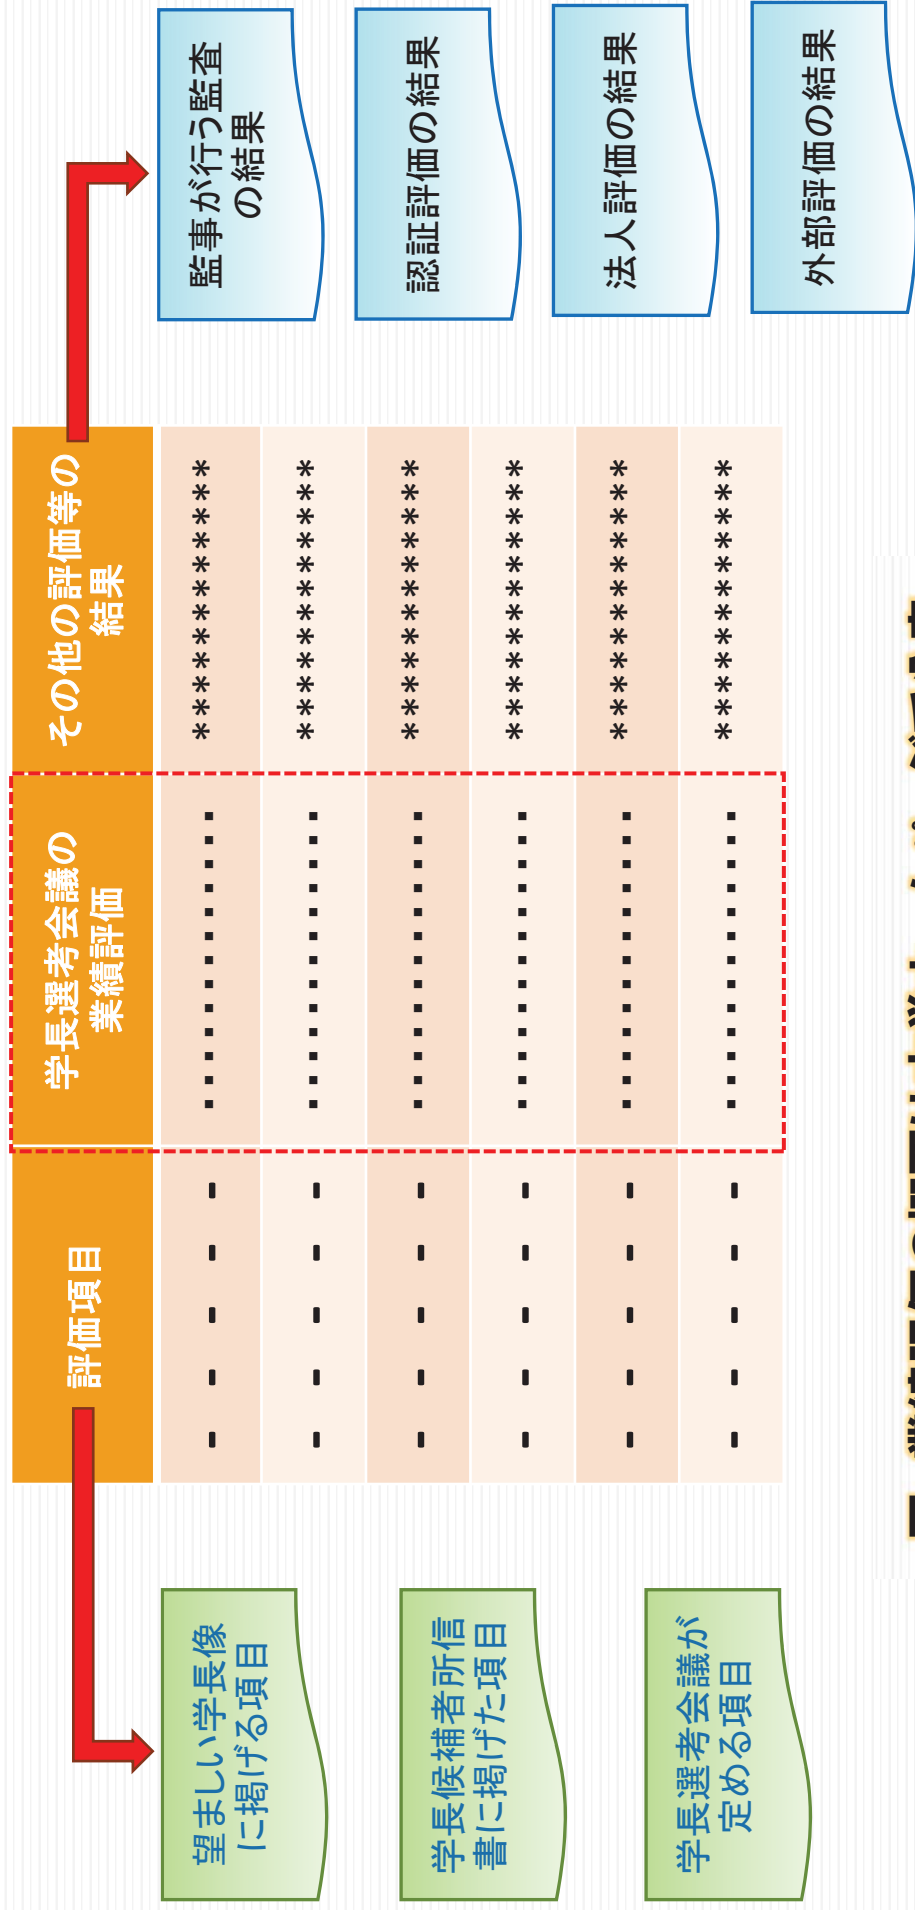 評価項目
学長選考会議の
業績評価
その他の評価等の
結果
- - - - -
・・・・・・・・・・・・・
************
- - - - -
・・・・・・・・・・・・・
************
- - - - -
・・・・・・・・・・・・・
************
- - - - -
・・・・・・・・・・・・・
************
- - - - -
・・・・・・・・・・・・・
************
- - - - -
・・・・・・・・・・・・・
************
望ましい学長像
に掲げる項目
学長候補者所信
書に掲げた項目
学長選考会議が
定める項目
監事が行う監査
の結果
認証評価の結果
法人評価の結果
外部評価の結果